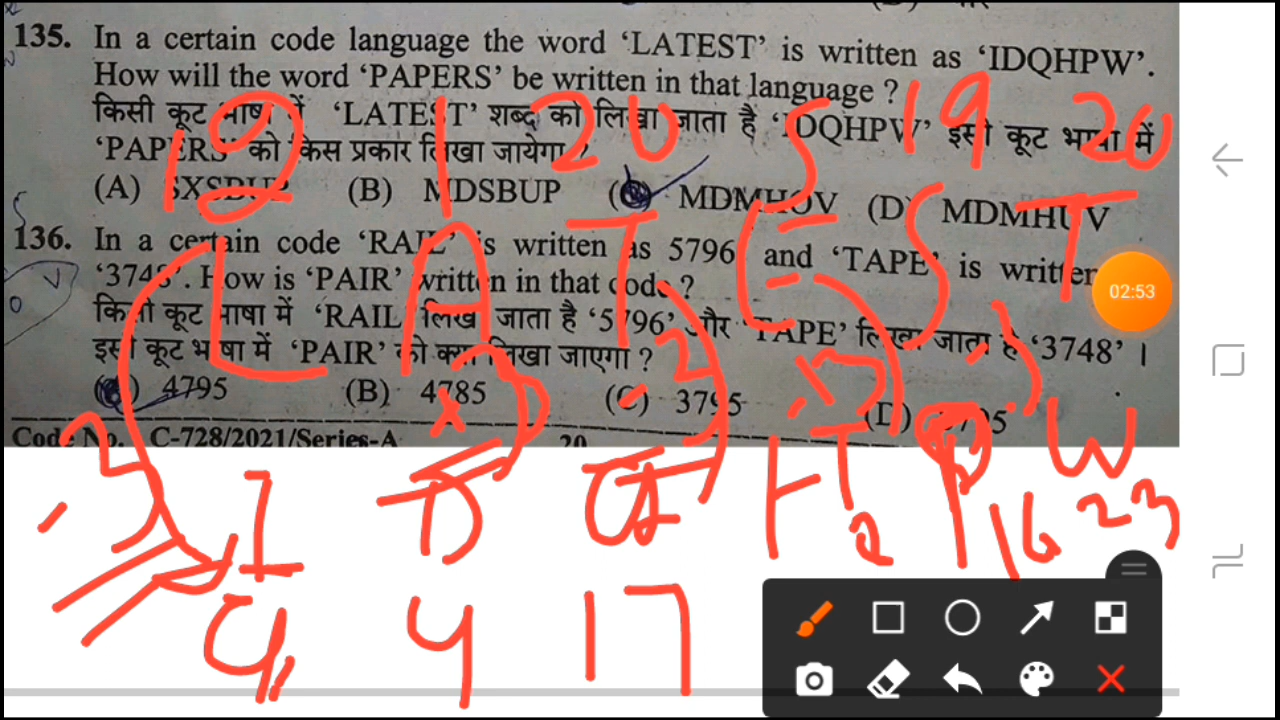 135. In a certain code language the word 'LATEST' is written as 'IDQHPW'.
How will the word 'PAPERS' be written in that language ?
किसी कूट भाषा में 'LATEST' शब्द को लिखा जाता है 'IDQHPW' इसी कूट भाषा में
'PAPERS' को किस प्रकार लिखा जायेगा ?
(A) SXSDUP (B) MDSBUP ( MDMHOV (D) MDMHUV
136. In a certain code 'RAIL' is written as 5796 and 'TAPE' is written
'3748'. How is 'PAIR' written in that code ?
किसी कूट भाषा में 'RAIL' लिखा जाता है '5796' और 'TAPE' लिखा जाता है '3748' ।
इसी कूट भाषा में 'PAIR' को क्या लिखा जाएगा ?
4795 (B) 4785 (C) 3795 (D)
Code No. C-728/2021/Series-A 20
12 1 20 5 19 20
L A T E S T
I D Q H P W
9 4 17 16 23
02:53